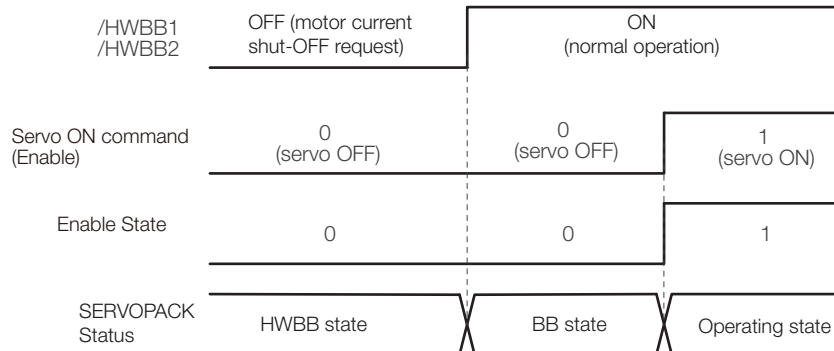 /HWBB1
/HWBB2
OFF (motor current
shut-OFF request)
ON
(normal operation)
Servo ON command
(Enable)
0
(servo OFF)
0
(servo OFF)
1
(servo ON)
Enable State
0
0
1
SERVOPACK
Status
HWBB state
BB state
Operating state